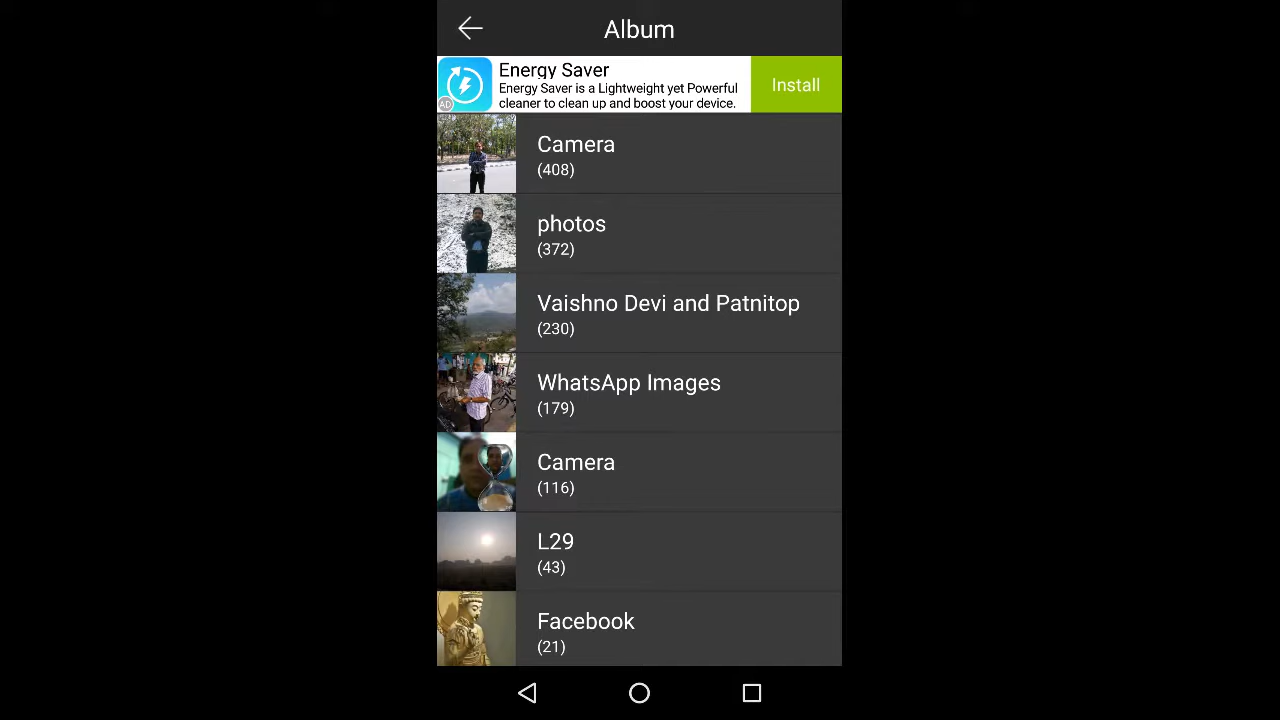 Album
Energy Saver
Energy Saver is a Lightweight yet Powerful
cleaner to clean up and boost your device.
AD
Install
Camera
(408)
photos
(372)
Vaishno Devi and Patnitop
(230)
WhatsApp Images
(179)
Camera
(116)
L29
(43)
Facebook
(21)